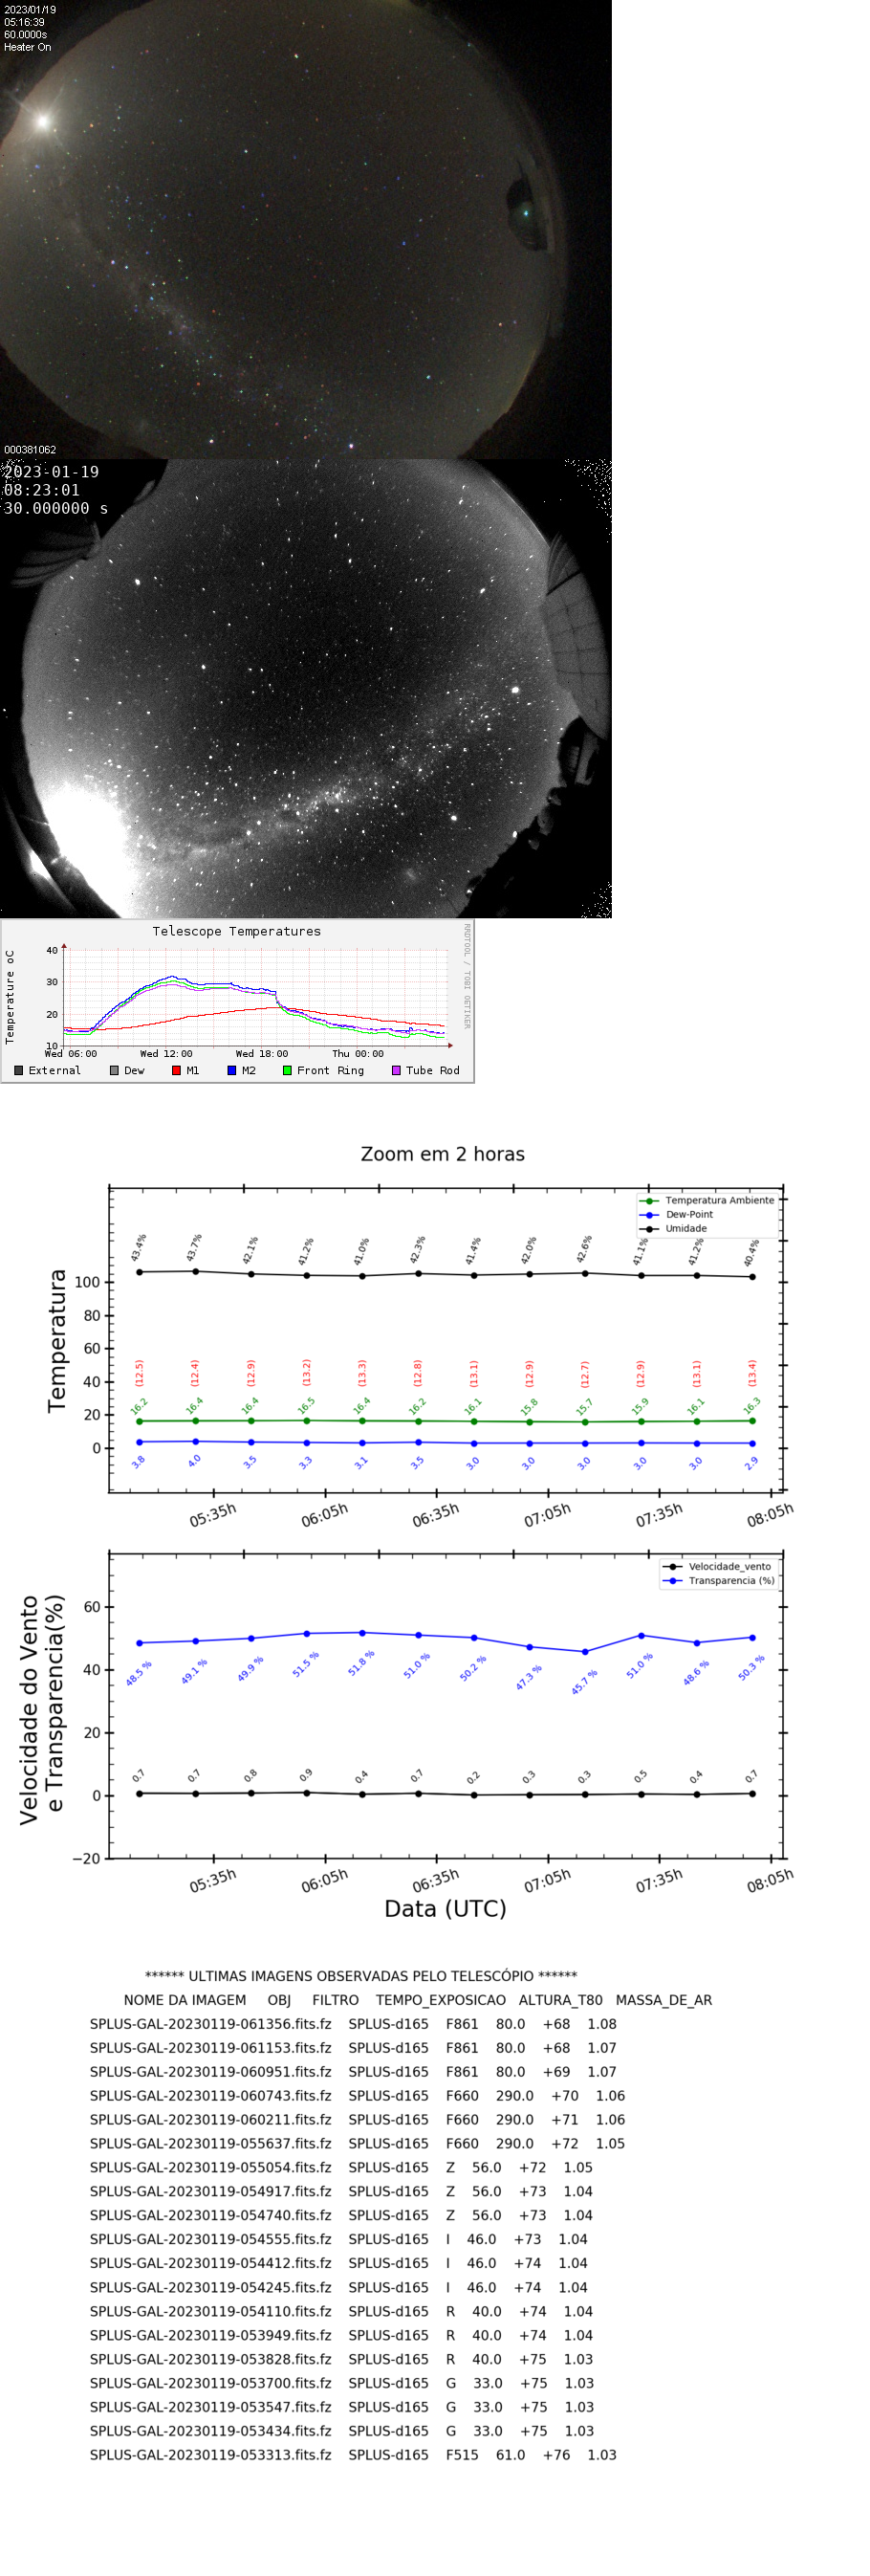 2023/01/19
05:16:39
60.0000s
Heater On
000381062
2023-01-19
08:23:01
30.000000 s
Telescope Temperatures
RRDTOOL / TOBI OETIKER
Temperature oC
40
30
20
10
Wed 06:00 Wed 12:00 Wed 18:00 Thu 00:00
External Dew M1 M2 Front Ring Tube Rod
Zoom em 2 horas
Temperatura Ambiente
Dew-Point
Umidade
43.4% 43.7% 42.1% 41.2% 41.0% 42.3% 41.4% 42.0% 42.6% 41.1% 41.2% 40.4%
Temperatura
100
80
60
40
20
0
(12.5) (12.4) (12.9) (13.2) (13.3) (12.8) (13.1) (12.9) (12.7) (12.9) (13.1) (13.4)
16.2 16.4 16.4 16.5 16.4 16.2 16.1 15.8 15.7 15.9 16.1 16.3
3.8 4.0 3.5 3.3 3.1 3.5 3.0 3.0 3.0 3.0 3.0 2.9
05:35h 06:05h 06:35h 07:05h 07:35h 08:05h
Velocidade_vento
Transparencia (%)
Velocidade do Vento
e Transparencia(%)
60
40
20
0
−20
48.5 % 49.1 % 49.9 % 51.5 % 51.8 % 51.0 % 50.2 % 47.3 % 45.7 % 51.0 % 48.6 % 50.3 %
0.7 0.7 0.8 0.9 0.4 0.7 0.2 0.3 0.3 0.5 0.4 0.7
05:35h 06:05h 06:35h 07:05h 07:35h 08:05h
Data (UTC)
****** ULTIMAS IMAGENS OBSERVADAS PELO TELESCÓPIO ******
NOME DA IMAGEM OBJ FILTRO TEMPO_EXPOSICAO ALTURA_T80 MASSA_DE_AR
SPLUS-GAL-20230119-061356.fits.fz SPLUS-d165 F861 80.0 +68 1.08
SPLUS-GAL-20230119-061153.fits.fz SPLUS-d165 F861 80.0 +68 1.07
SPLUS-GAL-20230119-060951.fits.fz SPLUS-d165 F861 80.0 +69 1.07
SPLUS-GAL-20230119-060743.fits.fz SPLUS-d165 F660 290.0 +70 1.06
SPLUS-GAL-20230119-060211.fits.fz SPLUS-d165 F660 290.0 +71 1.06
SPLUS-GAL-20230119-055637.fits.fz SPLUS-d165 F660 290.0 +72 1.05
SPLUS-GAL-20230119-055054.fits.fz SPLUS-d165 Z 56.0 +72 1.05
SPLUS-GAL-20230119-054917.fits.fz SPLUS-d165 Z 56.0 +73 1.04
SPLUS-GAL-20230119-054740.fits.fz SPLUS-d165 Z 56.0 +73 1.04
SPLUS-GAL-20230119-054555.fits.fz SPLUS-d165 I 46.0 +73 1.04
SPLUS-GAL-20230119-054412.fits.fz SPLUS-d165 I 46.0 +74 1.04
SPLUS-GAL-20230119-054245.fits.fz SPLUS-d165 I 46.0 +74 1.04
SPLUS-GAL-20230119-054110.fits.fz SPLUS-d165 R 40.0 +74 1.04
SPLUS-GAL-20230119-053949.fits.fz SPLUS-d165 R 40.0 +74 1.04
SPLUS-GAL-20230119-053828.fits.fz SPLUS-d165 R 40.0 +75 1.03
SPLUS-GAL-20230119-053700.fits.fz SPLUS-d165 G 33.0 +75 1.03
SPLUS-GAL-20230119-053547.fits.fz SPLUS-d165 G 33.0 +75 1.03
SPLUS-GAL-20230119-053434.fits.fz SPLUS-d165 G 33.0 +75 1.03
SPLUS-GAL-20230119-053313.fits.fz SPLUS-d165 F515 61.0 +76 1.03